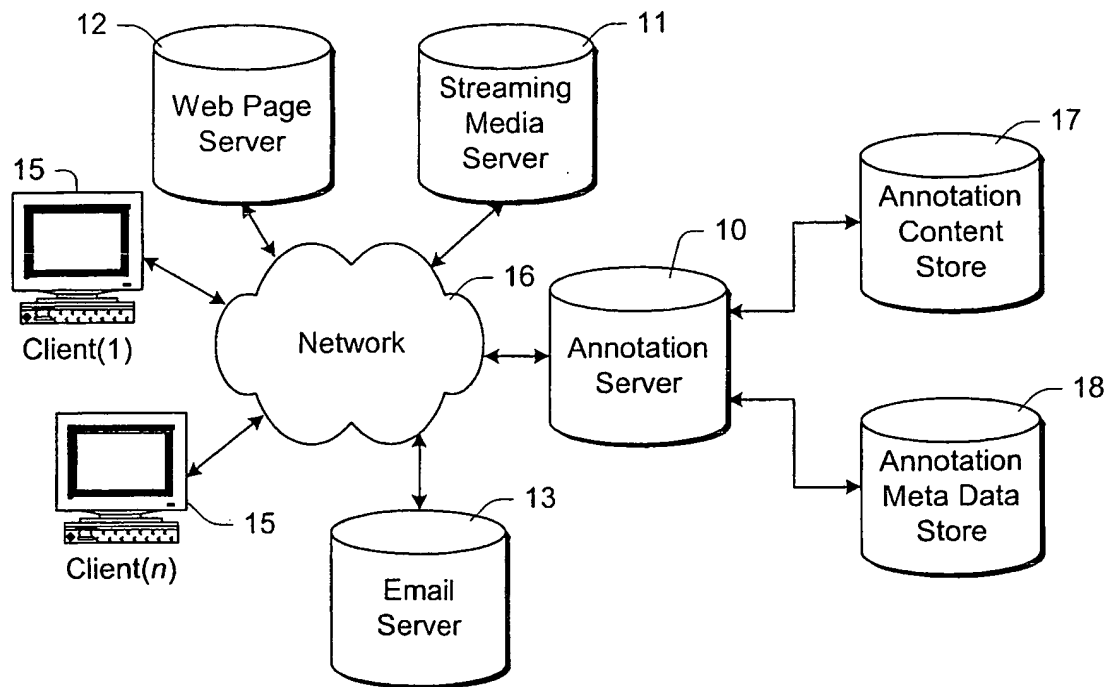 12
Web Page
Server
11
Streaming
Media
Server
15
Client(1)
16
Network
10
Annotation
Server
17
Annotation
Content
Store
18
Annotation
Meta Data
Store
15
Client(n)
13
Email
Server